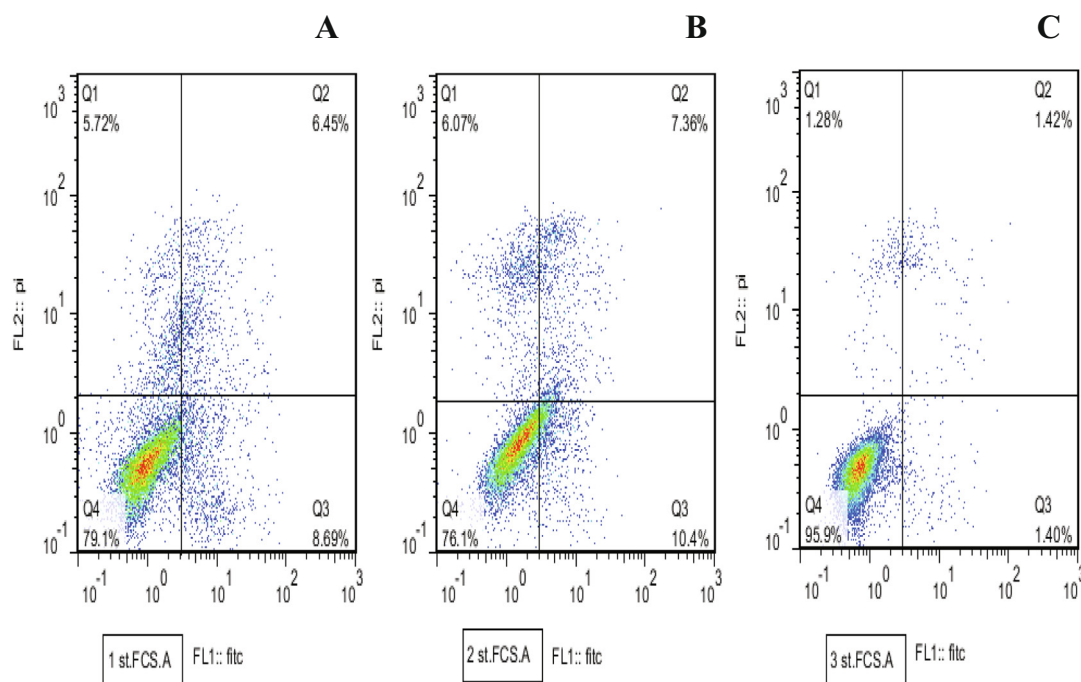 A
B
C
Q1
5.72%
Q2
6.45%
Q4
79.1%
Q3
8.69%
10^3
10^2
10^1
10^0
10^-1
FL2:: pi
10^-1 10^0 10^1 10^2 10^3
1 st.FCS.A
FL1:: fitc
Q1
6.07%
Q2
7.36%
Q4
76.1%
Q3
10.4%
10^3
10^2
10^1
10^0
10^-1
FL2:: pi
10^-1 10^0 10^1 10^2 10^3
2 st.FCS.A
FL1:: fitc
Q1
1.28%
Q2
1.42%
Q4
95.9%
Q3
1.40%
10^3
10^2
10^1
10^0
10^-1
FL2:: pi
10^-1 10^0 10^1 10^2 10^3
3 st.FCS.A
FL1:: fitc